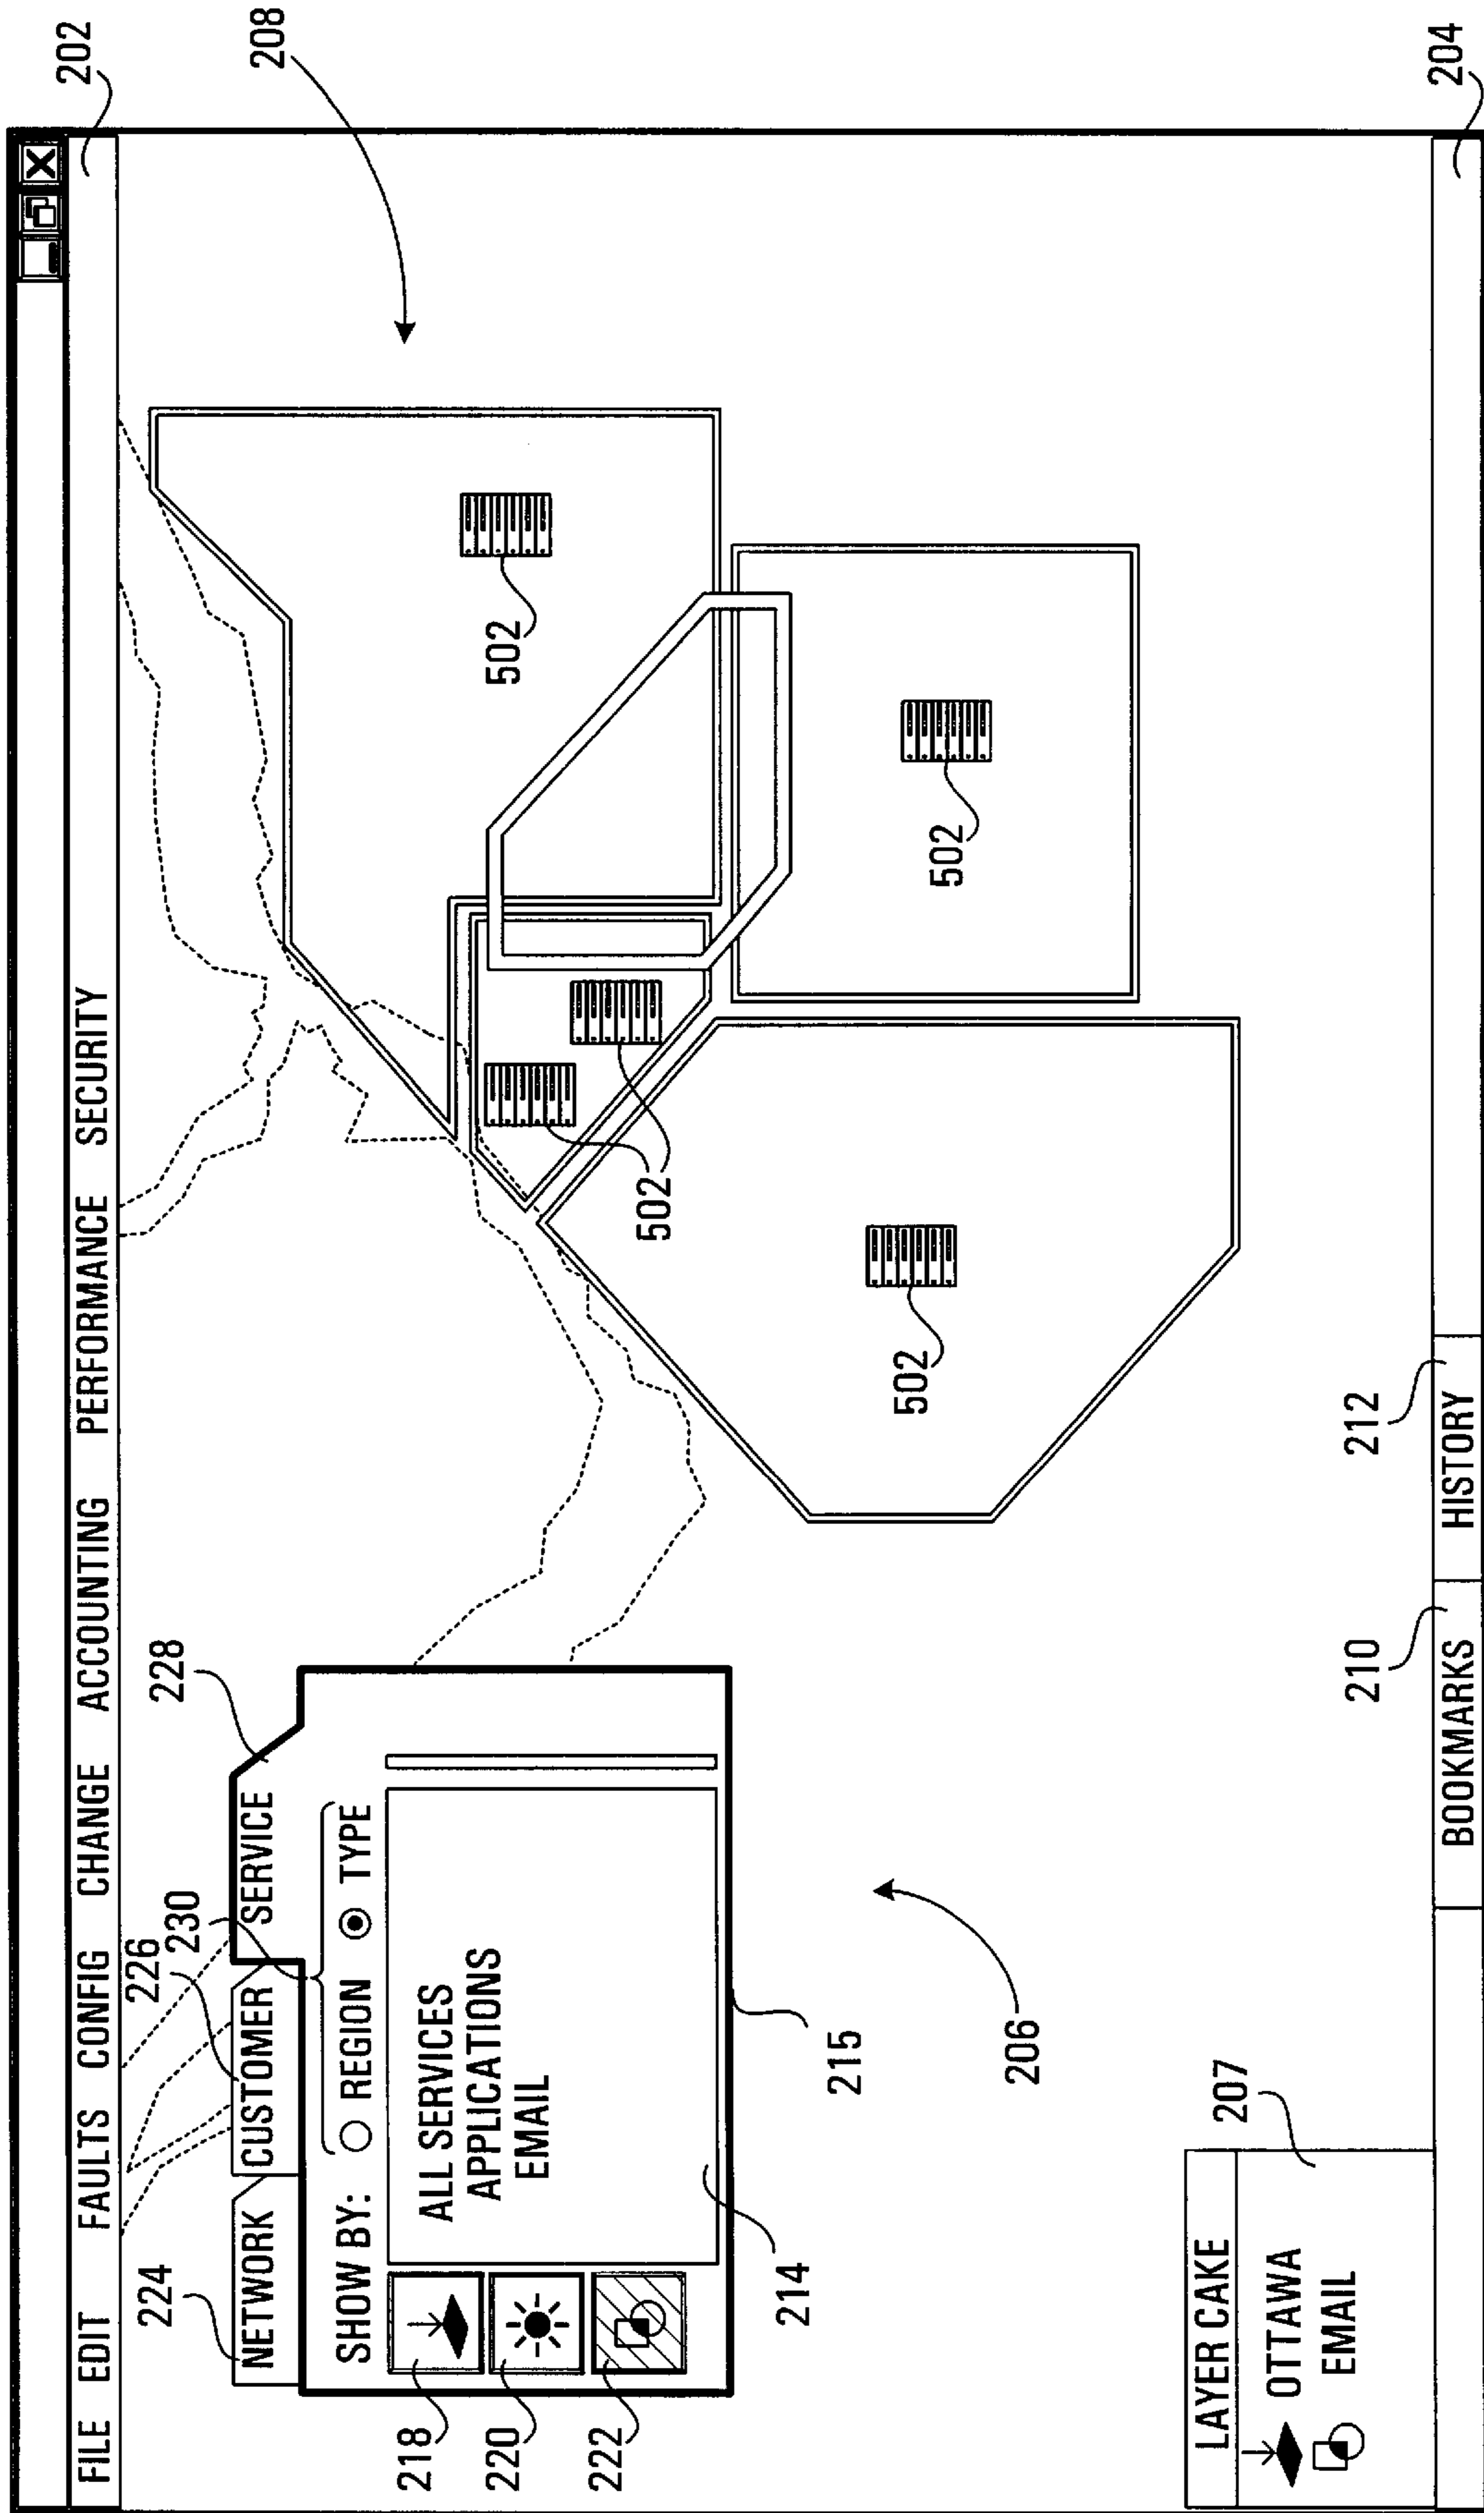 202
208
FILE EDIT FAULTS CONFIG CHANGE ACCOUNTING PERFORMANCE SECURITY
224
226
230
228
NETWORK CUSTOMER SERVICE
SHOW BY: REGION TYPE
218
220
222
ALL SERVICES
APPLICATIONS
EMAIL
214
215
206
502
502
502
502
207
LAYER CAKE
OTTAWA
EMAIL
210
212
204
BOOKMARKS HISTORY